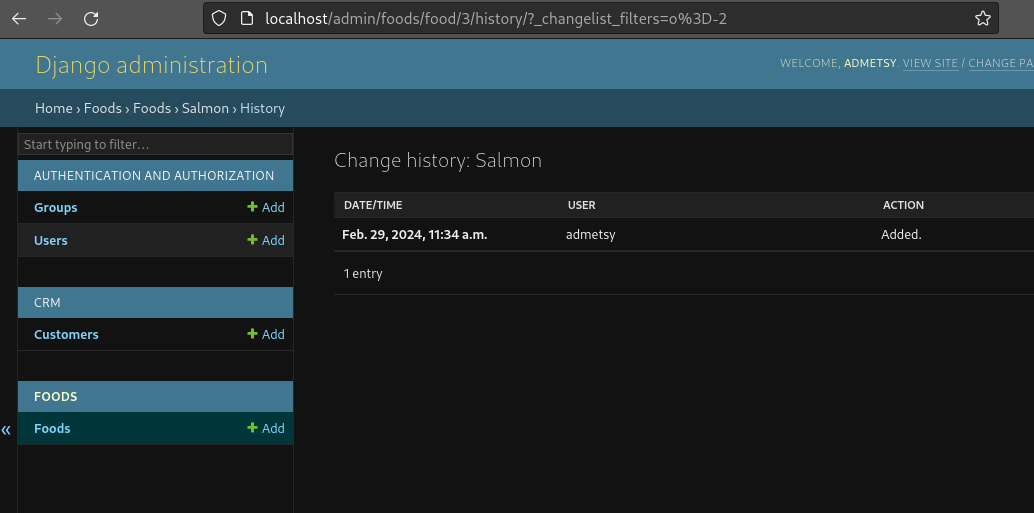 localhost/admin/foods/food/3/history/?_changelist_filters=o%3D-2
Django administration
WELCOME, ADMETSY. VIEW SITE / CHANGE PA
Home › Foods › Foods › Salmon › History
Start typing to filter...
AUTHENTICATION AND AUTHORIZATION
Groups + Add
Users + Add
CRM
Customers + Add
FOODS
Foods + Add
«
Change history: Salmon
DATE/TIME USER ACTION
Feb. 29, 2024, 11:34 a.m. admetsy Added.
1 entry